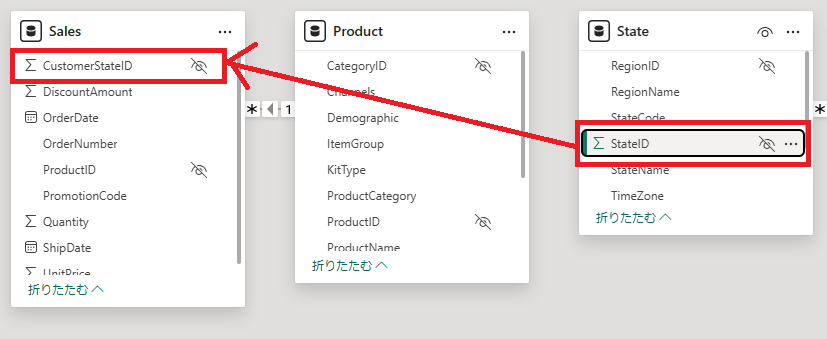 Sales
CustomerStateID
DiscountAmount
OrderDate
OrderNumber
ProductID
PromotionCode
Quantity
ShipDate
UnitPrice
折りたたむ
* 1
Product
CategoryID
Channels
Demographic
ItemGroup
KitType
ProductCategory
ProductID
ProductName
折りたたむ
State
RegionID
RegionName
StateCode
StateID
StateName
TimeZone
折りたたむ
*